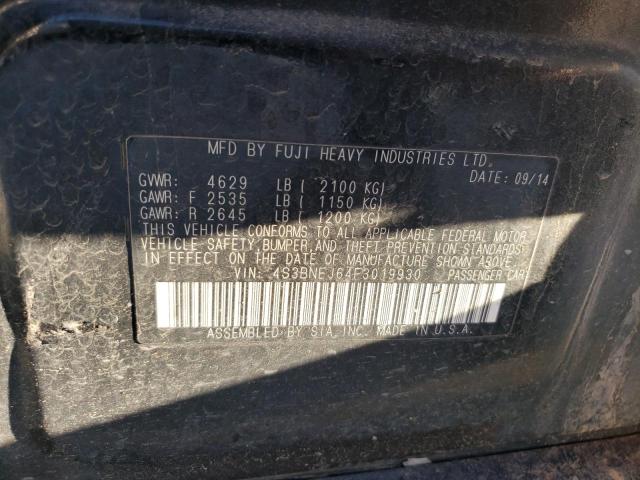 MFD BY FUJI HEAVY INDUSTRIES LTD.
DATE: 09/14
GVWR: 4629 LB ( 2100 KG)
GAWR: F 2535 LB ( 1150 KG)
GAWR: R 2645 LB ( 1200 KG)
THIS VEHICLE CONFORMS TO ALL APPLICABLE FEDERAL MOTOR
VEHICLE SAFETY, BUMPER, AND THEFT PREVENTION STANDARDS
IN EFFECT ON THE DATE OF MANUFACTURE SHOWN ABOVE.
VIN: 4S3BNEJ64F3019930 PASSENGER CAR
ASSEMBLED BY SIA, INC. MADE IN U.S.A.